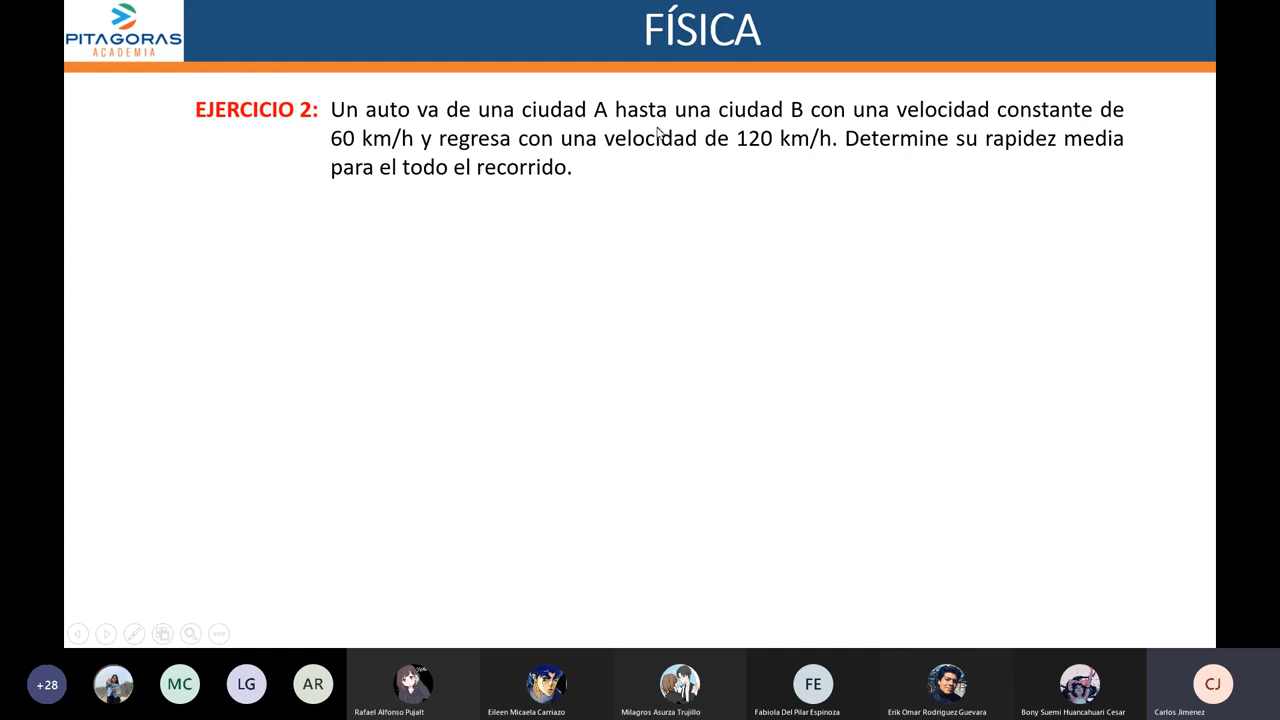 PITAGORAS
ACADEMIA
FÍSICA
EJERCICIO 2: Un auto va de una ciudad A hasta una ciudad B con una velocidad constante de
60 km/h y regresa con una velocidad de 120 km/h. Determine su rapidez media
para el todo el recorrido.
+28
MC
LG
AR
FE
CJ
Rafael Alfonso Pujalt
Eileen Micaela Carriazo
Milagros Asurza Trujillo
Fabiola Del Pilar Espinoza
Erik Omar Rodriguez Guevara
Bony Suemi Huancahuari Cesar
Carlos Jimenez